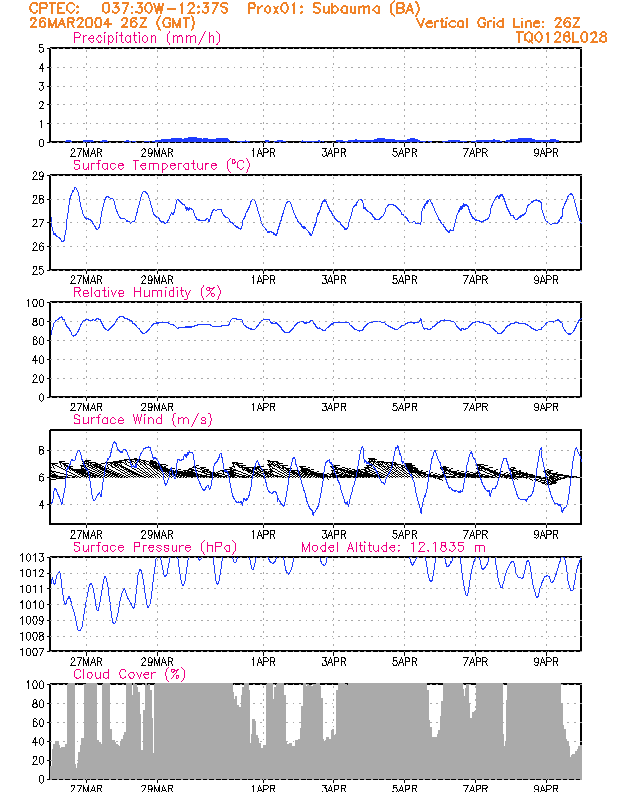 CPTEC: 037:30W-12:37S Prox01: Subauma (BA)
26MAR2004 26Z (GMT) Vertical Grid Line: 26Z
Precipitation (mm/h) TQ0126L028
5
4
3
2
1
0
27MAR 29MAR 1APR 3APR 5APR 7APR 9APR
Surface Temperature (ºC)
29
28
27
26
25
27MAR 29MAR 1APR 3APR 5APR 7APR 9APR
Relative Humidity (%)
100
80
60
40
20
0
27MAR 29MAR 1APR 3APR 5APR 7APR 9APR
Surface Wind (m/s)
8
6
4
27MAR 29MAR 1APR 3APR 5APR 7APR 9APR
Surface Pressure (hPa) Model Altitude: 12.1835 m
1013
1012
1011
1010
1009
1008
1007
27MAR 29MAR 1APR 3APR 5APR 7APR 9APR
Cloud Cover (%)
100
80
60
40
20
0
27MAR 29MAR 1APR 3APR 5APR 7APR 9APR